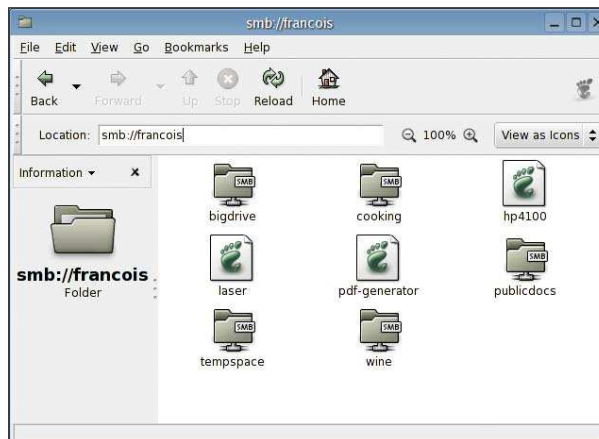 smb://francois
File Edit View Go Bookmarks Help
Back Forward Up Stop Reload Home
Location: smb://francois 100% View as Icons
Information x
SMB SMB
bigdrive cooking hp4100
smb://francois
Folder
SMB
laser pdf-generator publicdocs
SMB SMB
tempspace wine